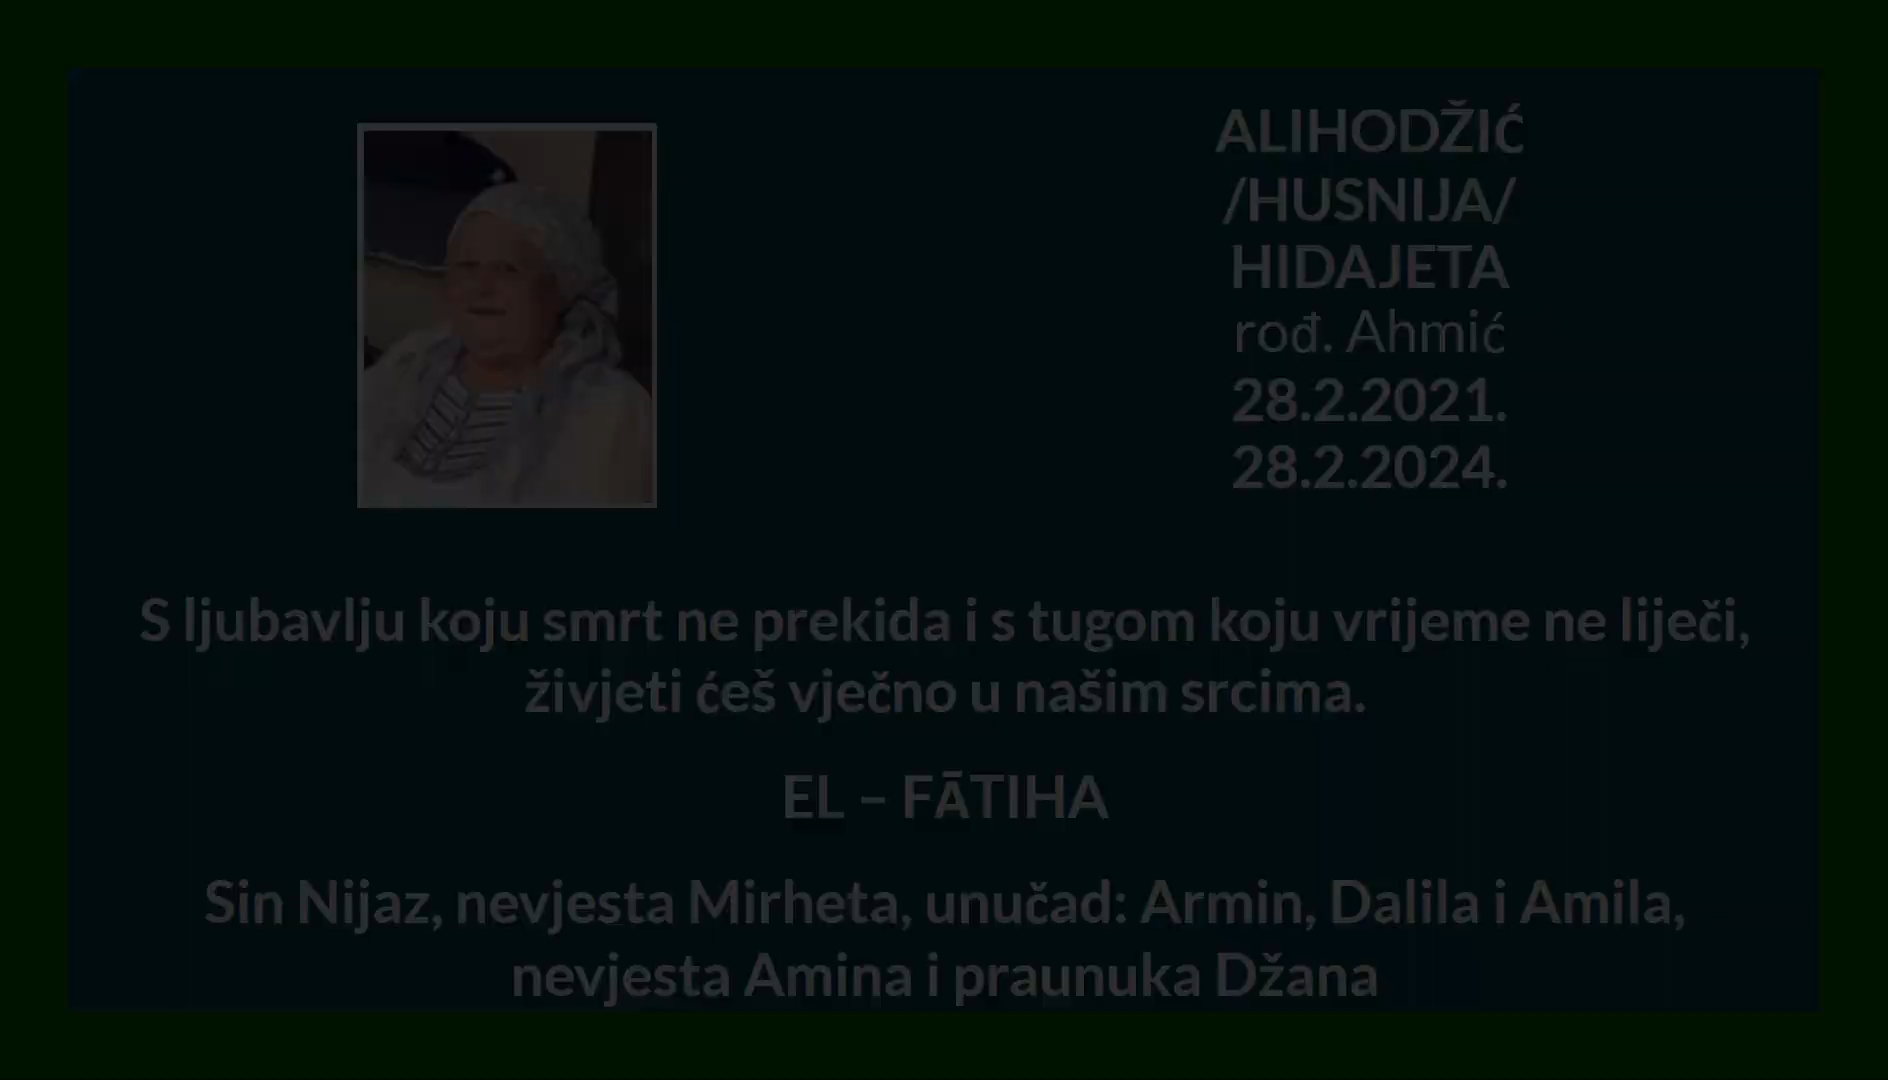 ALIHODŽIĆ
/HUSNIJA/
HIDAJETA
rođ. Ahmić
28.2.2021.
28.2.2024.
S ljubavlju koju smrt ne prekida i s tugom koju vrijeme ne liječi,
živjeti ćeš vječno u našim srcima.
EL – FĀTIHA
Sin Nijaz, nevjesta Mirheta, unučad: Armin, Dalila i Amila,
nevjesta Amina i praunuka Džana